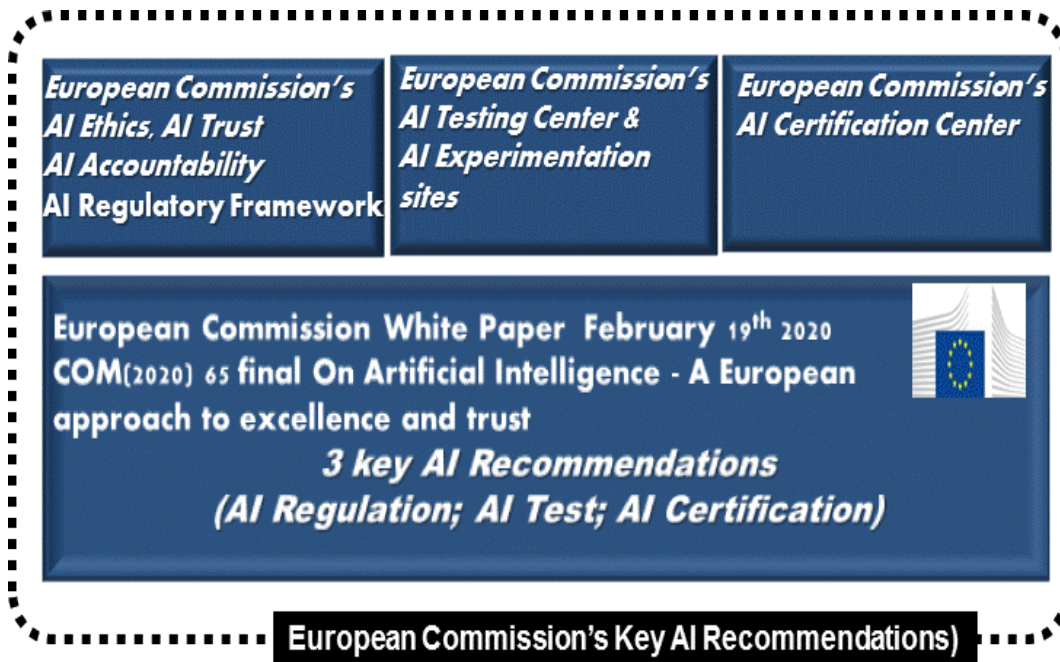 European Commission's
AI Ethics, AI Trust
AI Accountability
AI Regulatory Framework
European Commission's
AI Testing Center &
AI Experimentation
sites
European Commission's
AI Certification Center
European Commission White Paper February 19th 2020
COM(2020) 65 final On Artificial Intelligence - A European
approach to excellence and trust
3 key AI Recommendations
(AI Regulation; AI Test; AI Certification)
European Commission's Key AI Recommendations)